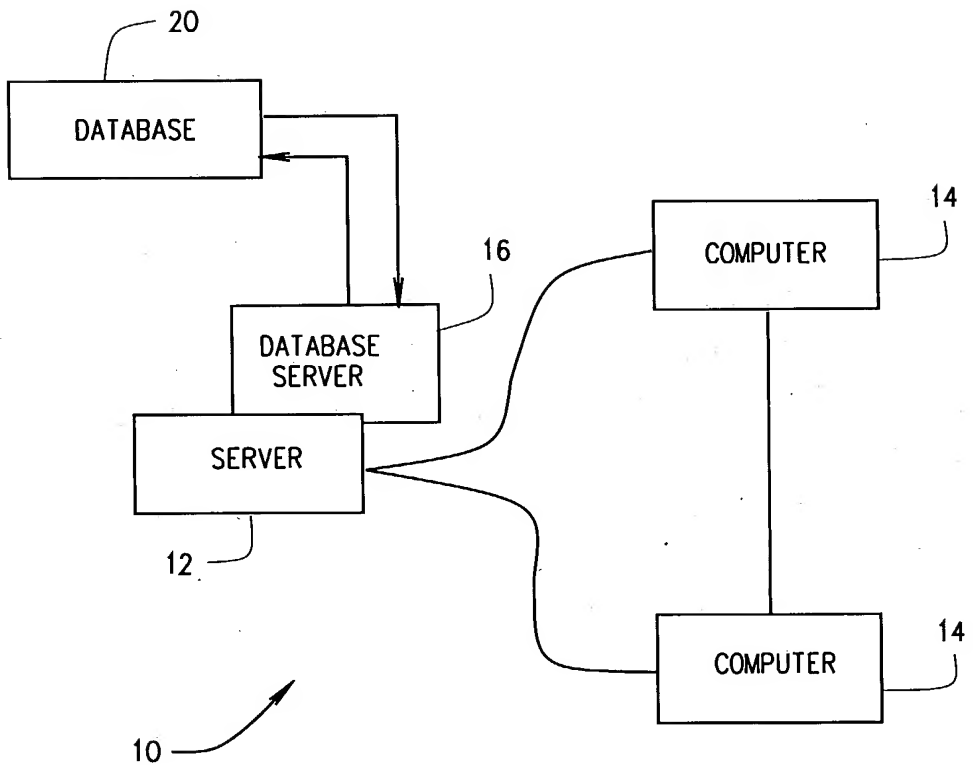 20
DATABASE
14
COMPUTER
16
DATABASE
SERVER
SERVER
12
14
COMPUTER
10